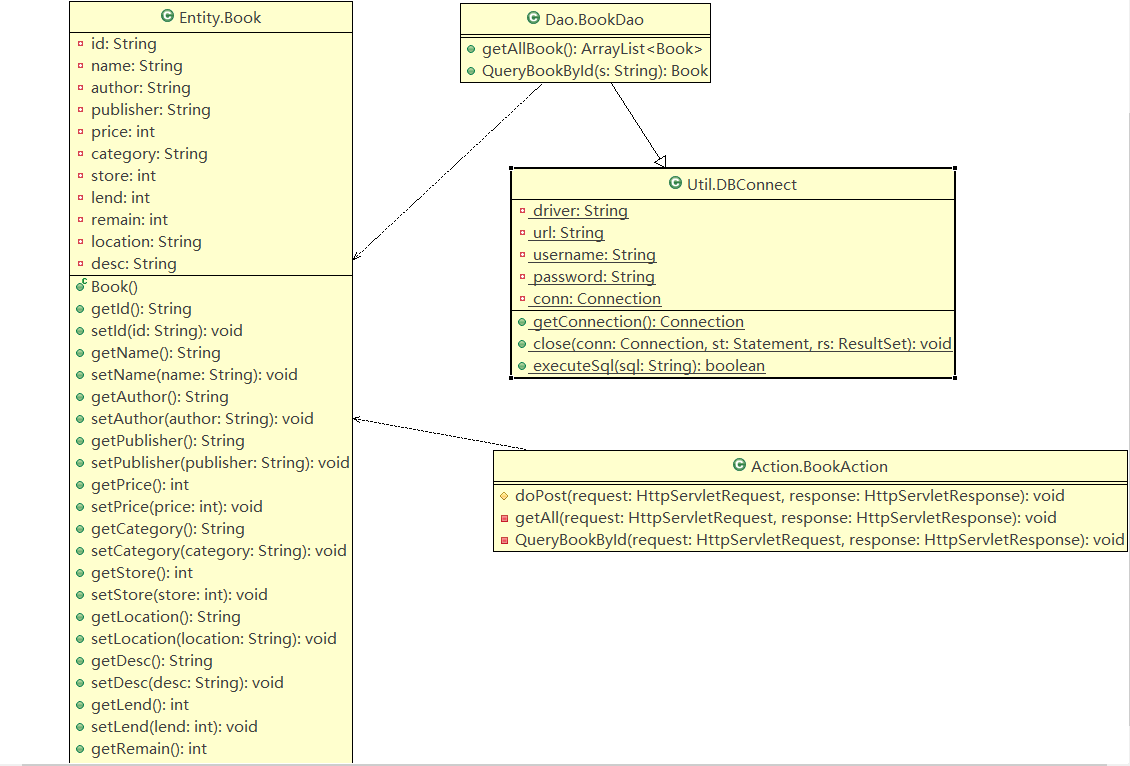 Entity.Book
id: String
name: String
author: String
publisher: String
price: int
category: String
store: int
lend: int
remain: int
location: String
desc: String
Book()
getId(): String
setId(id: String): void
getName(): String
setName(name: String): void
getAuthor(): String
setAuthor(author: String): void
getPublisher(): String
setPublisher(publisher: String): void
getPrice(): int
setPrice(price: int): void
getCategory(): String
setCategory(category: String): void
getStore(): int
setStore(store: int): void
getLocation(): String
setLocation(location: String): void
getDesc(): String
setDesc(desc: String): void
getLend(): int
setLend(lend: int): void
getRemain(): int
Dao.BookDao
getAllBook(): ArrayList<Book>
QueryBookById(s: String): Book
Util.DBConnect
driver: String
url: String
username: String
password: String
conn: Connection
getConnection(): Connection
close(conn: Connection, st: Statement, rs: ResultSet): void
executeSql(sql: String): boolean
Action.BookAction
doPost(request: HttpServletRequest, response: HttpServletResponse): void
getAll(request: HttpServletRequest, response: HttpServletResponse): void
QueryBookById(request: HttpServletRequest, response: HttpServletResponse): void